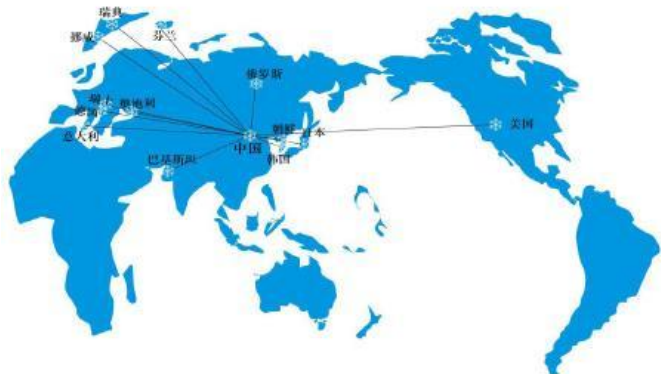 瑞典
挪威
芬兰
俄罗斯
瑞士
德国
奥地利
意大利
朝鲜
日本
中国
韩国
美国
巴基斯坦